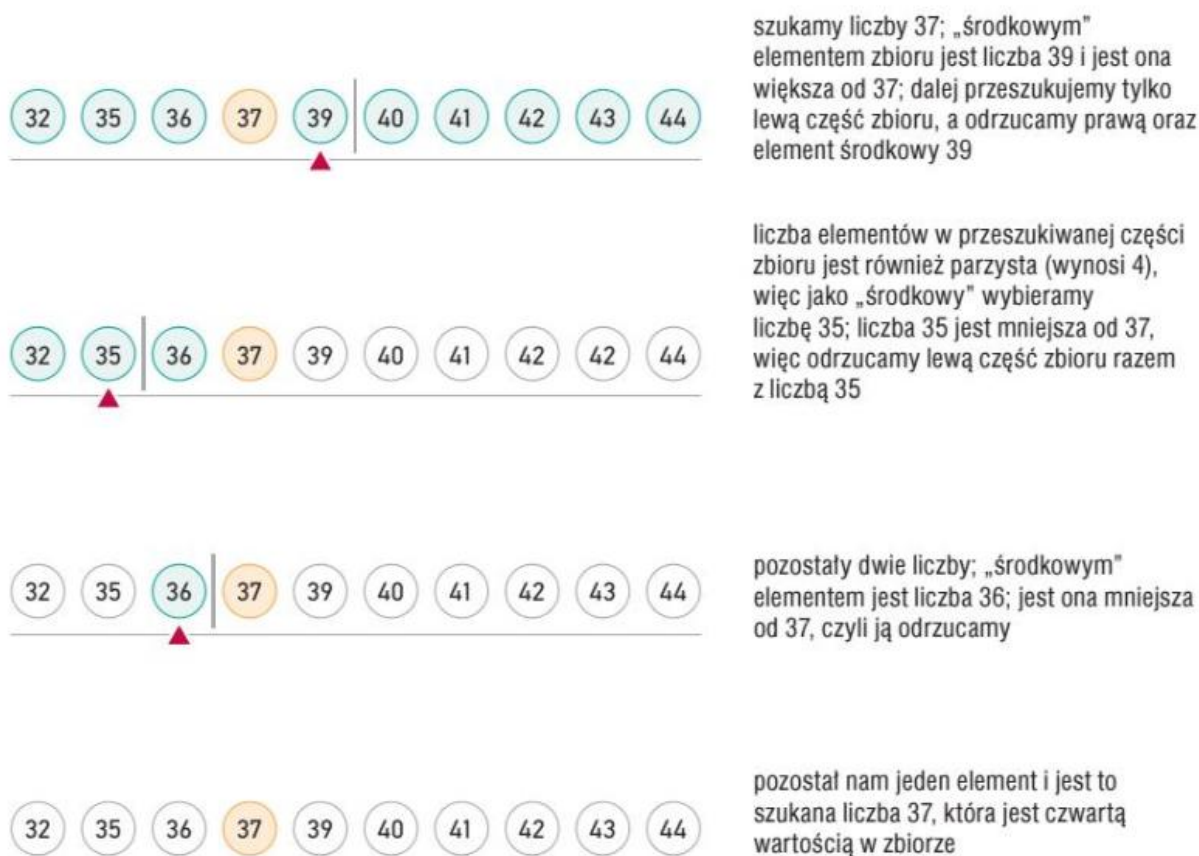 szukamy liczby 37; „środkowym”
elementem zbioru jest liczba 39 i jest ona
większa od 37; dalej przeszukujemy tylko
lewą część zbioru, a odrzucamy prawą oraz
element środkowy 39
32 35 36 37 39 40 41 42 43 44
liczba elementów w przeszukiwanej części
zbioru jest również parzysta (wynosi 4),
więc jako „środkowy” wybieramy
liczbę 35; liczba 35 jest mniejsza od 37,
więc odrzucamy lewą część zbioru razem
z liczbą 35
32 35 36 37 39 40 41 42 42 44
pozostały dwie liczby; „środkowym”
elementem jest liczba 36; jest ona mniejsza
od 37, czyli ją odrzucamy
32 35 36 37 39 40 41 42 43 44
pozostał nam jeden element i jest to
szukana liczba 37, która jest czwartą
wartością w zbiorze
32 35 36 37 39 40 41 42 43 44